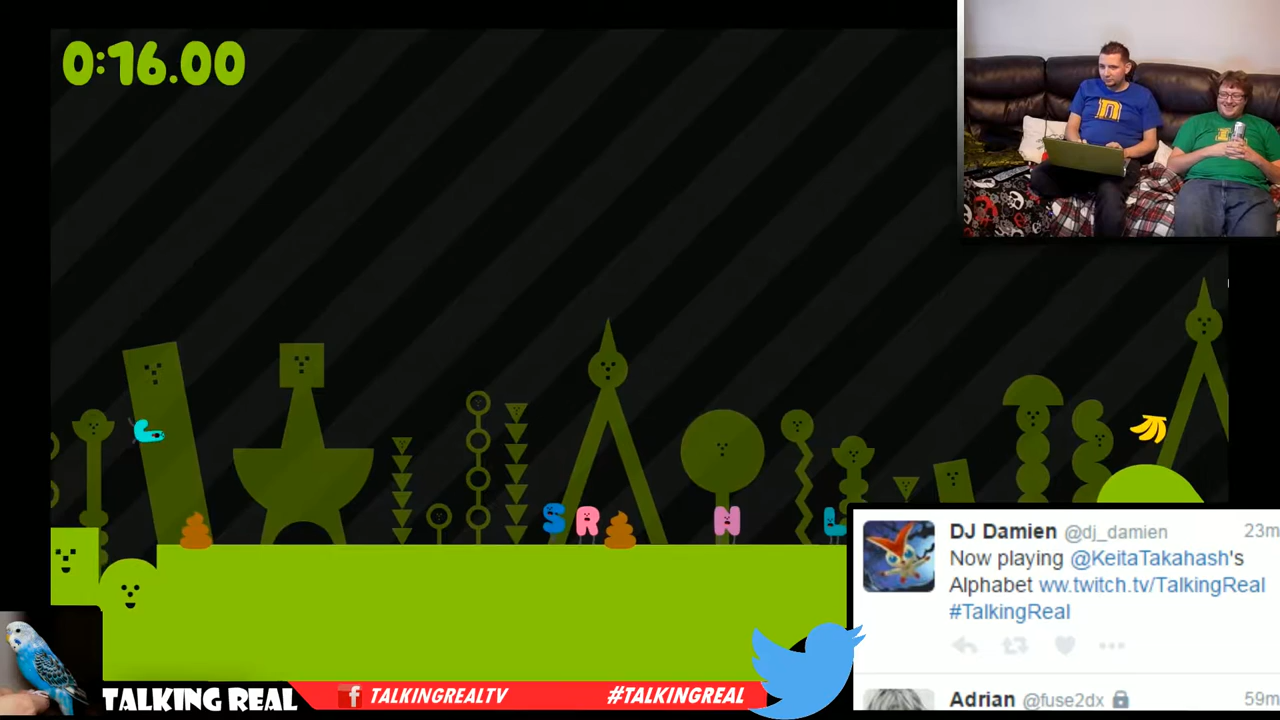 0:16.00
n
L
S R N L
DJ Damien @dj_damien 23m
Now playing @KeitaTakahash's
Alphabet ww.twitch.tv/TalkingReal
#TalkingReal
Adrian @fuse2dx 59m
TALKING REAL
f TALKINGREALTV #TALKINGREAL